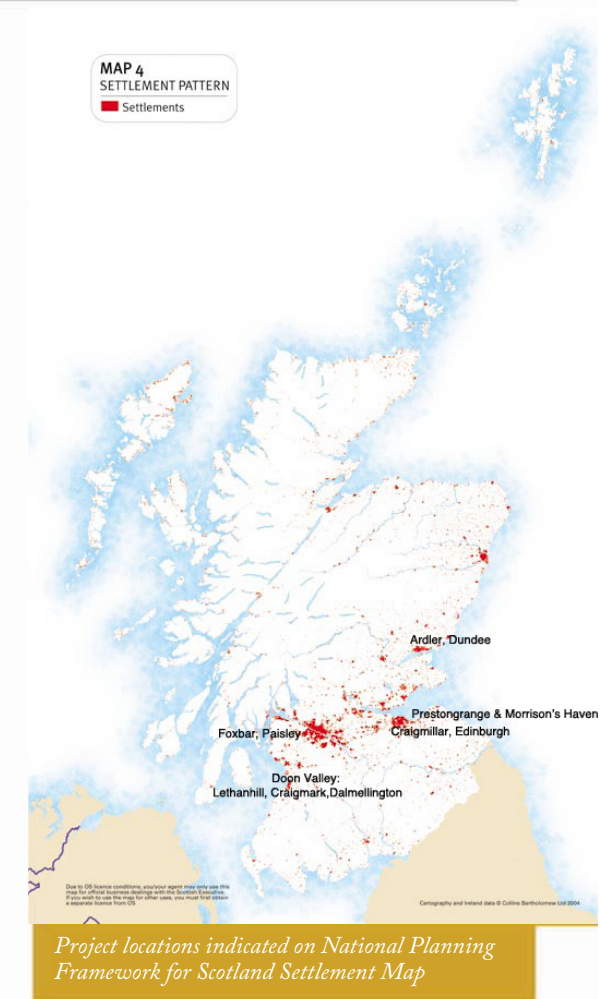 MAP 4
SETTLEMENT PATTERN
Settlements
Ardler, Dundee
Prestongrange & Morrison's Haven
Foxbar, Paisley
Craigmillar, Edinburgh
Doon Valley:
Lethanhill, Craigmark,Dalmellington
Due to OS licence conditions, you/your agent may only use this
map for official business dealings with the Scottish Executive.
If you wish to use the map for other uses, you must first obtain
a separate licence from OS
Cartography and Ireland data © Collins Bartholomew Ltd 2004
Project locations indicated on National Planning
Framework for Scotland Settlement Map